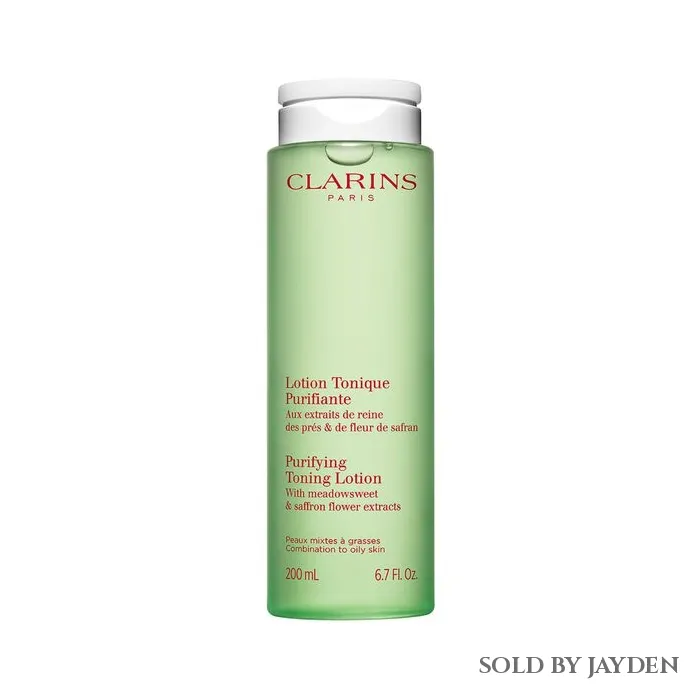 CLARINS
PARIS
Lotion Tonique
Purifiante
Aux extraits de reine
des prés & de fleur de safran
Purifying
Toning Lotion
With meadowsweet
& saffron flower extracts
Peaux mixtes à grasses
Combination to oily skin
200 mL 6.7 Fl. Oz.
SOLD BY JAYDEN